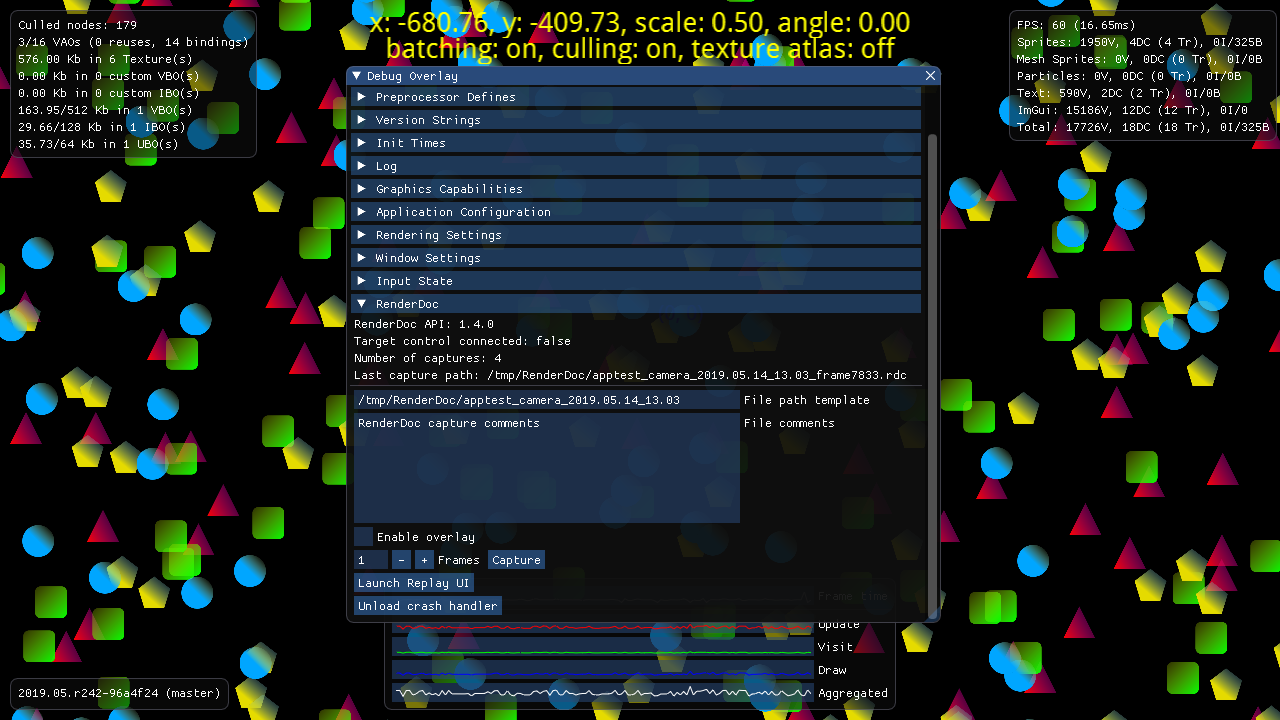 x: -680.76, y: -409.73, scale: 0.50, angle: 0.00
batching: on, culling: on, texture atlas: off
Culled nodes: 179
3/16 VAOs (0 reuses, 14 bindings)
576.00 Kb in 6 Texture(s)
0.00 Kb in 0 custom VBO(s)
0.00 Kb in 0 custom IBO(s)
163.95/512 Kb in 1 VBO(s)
29.66/128 Kb in 1 IBO(s)
35.73/64 Kb in 1 UBO(s)
FPS: 60 (16.65ms)
Sprites: 1950V, 4DC (4 Tr), 0I/325B
Mesh Sprites: 0V, 0DC (0 Tr), 0I/0B
Particles: 0V, 0DC (0 Tr), 0I/0B
Text: 590V, 2DC (2 Tr), 0I/0B
ImGui: 15186V, 12DC (12 Tr), 0I/0
Total: 17726V, 18DC (18 Tr), 0I/325B
Debug Overlay
Preprocessor Defines
Version Strings
Init Times
Log
Graphics Capabilities
Application Configuration
Rendering Settings
Window Settings
Input State
RenderDoc
RenderDoc API: 1.4.0
Target control connected: false
Number of captures: 4
Last capture path: /tmp/RenderDoc/apptest_camera_2019.05.14_13.03_frame7833.rdc
/tmp/RenderDoc/apptest_camera_2019.05.14_13.03 File path template
RenderDoc capture comments File comments
Enable overlay
1 - + Frames Capture
Launch Replay UI
Unload crash handler
Frame time
Update
Visit
Draw
Aggregated
2019.05.r242-96a4f24 (master)